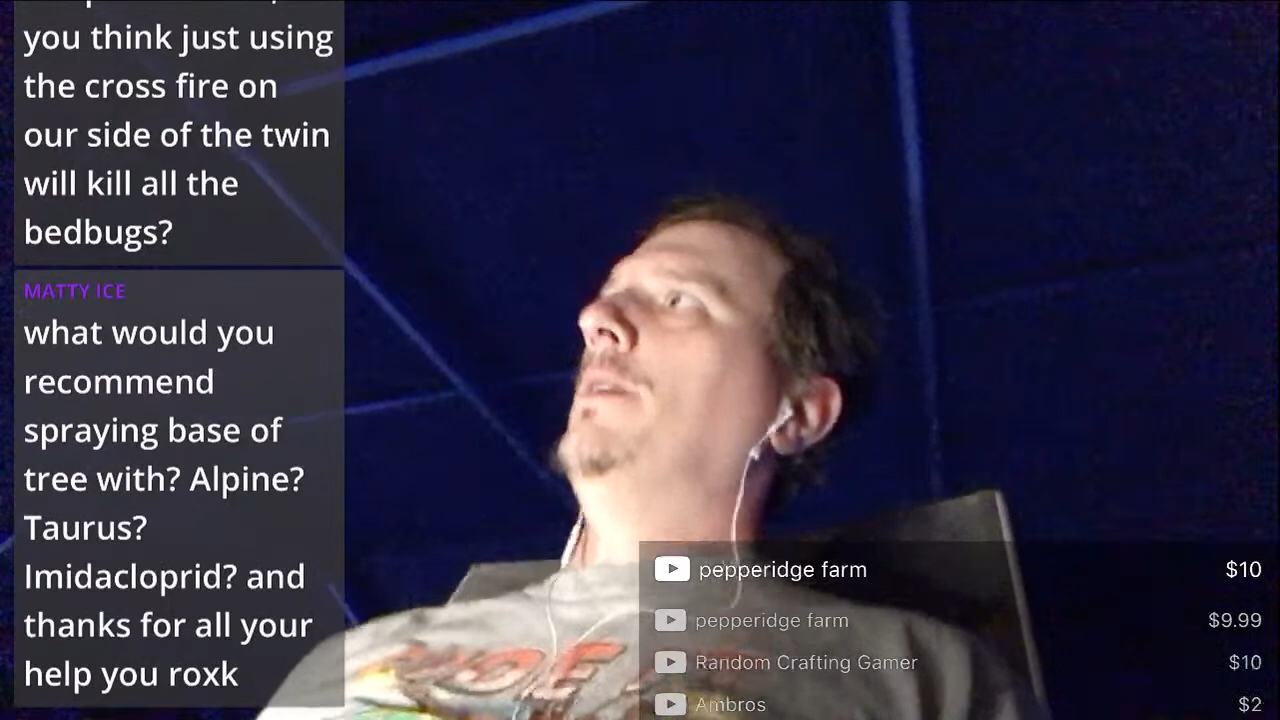 you think just using
the cross fire on
our side of the twin
will kill all the
bedbugs?
MATTY ICE
what would you
recommend
spraying base of
tree with? Alpine?
Taurus?
Imidacloprid? and
thanks for all your
help you roxk
pepperidge farm $10
pepperidge farm $9.99
Random Crafting Gamer $10
Ambros $2